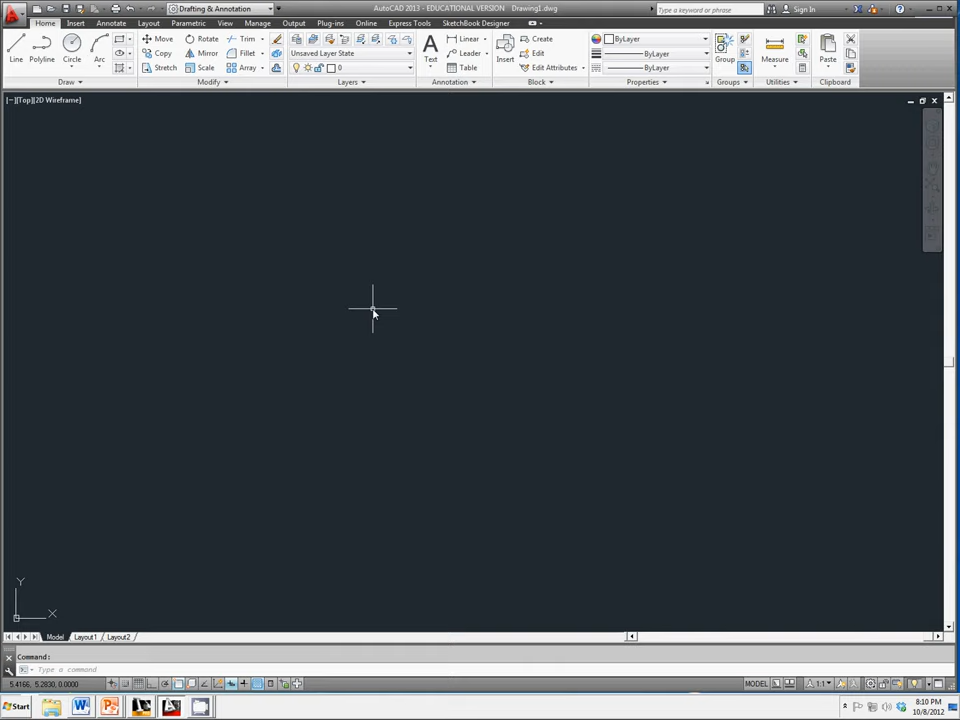 Drafting & Annotation
AutoCAD 2013 - EDUCATIONAL VERSION Drawing1.dwg
Type a keyword or phrase
Sign In
Home Insert Annotate Layout Parametric View Manage Output Plug-ins Online Express Tools SketchBook Designer
Line Polyline Circle Arc
Move Rotate Trim
Copy Mirror Fillet
Stretch Scale Array
Unsaved Layer State
0
Text
Linear
Leader
Table
Insert
Create
Edit
Edit Attributes
ByLayer
ByLayer
ByLayer
Group
Measure
Paste
Draw Modify Layers Annotation Block Properties Groups Utilities Clipboard
[−][Top][2D Wireframe]
Y
X
Model Layout1 Layout2
Command:
Type a command
5.4166, 5.2830, 0.0000
MODEL
1:1
Start
8:10 PM
10/8/2012